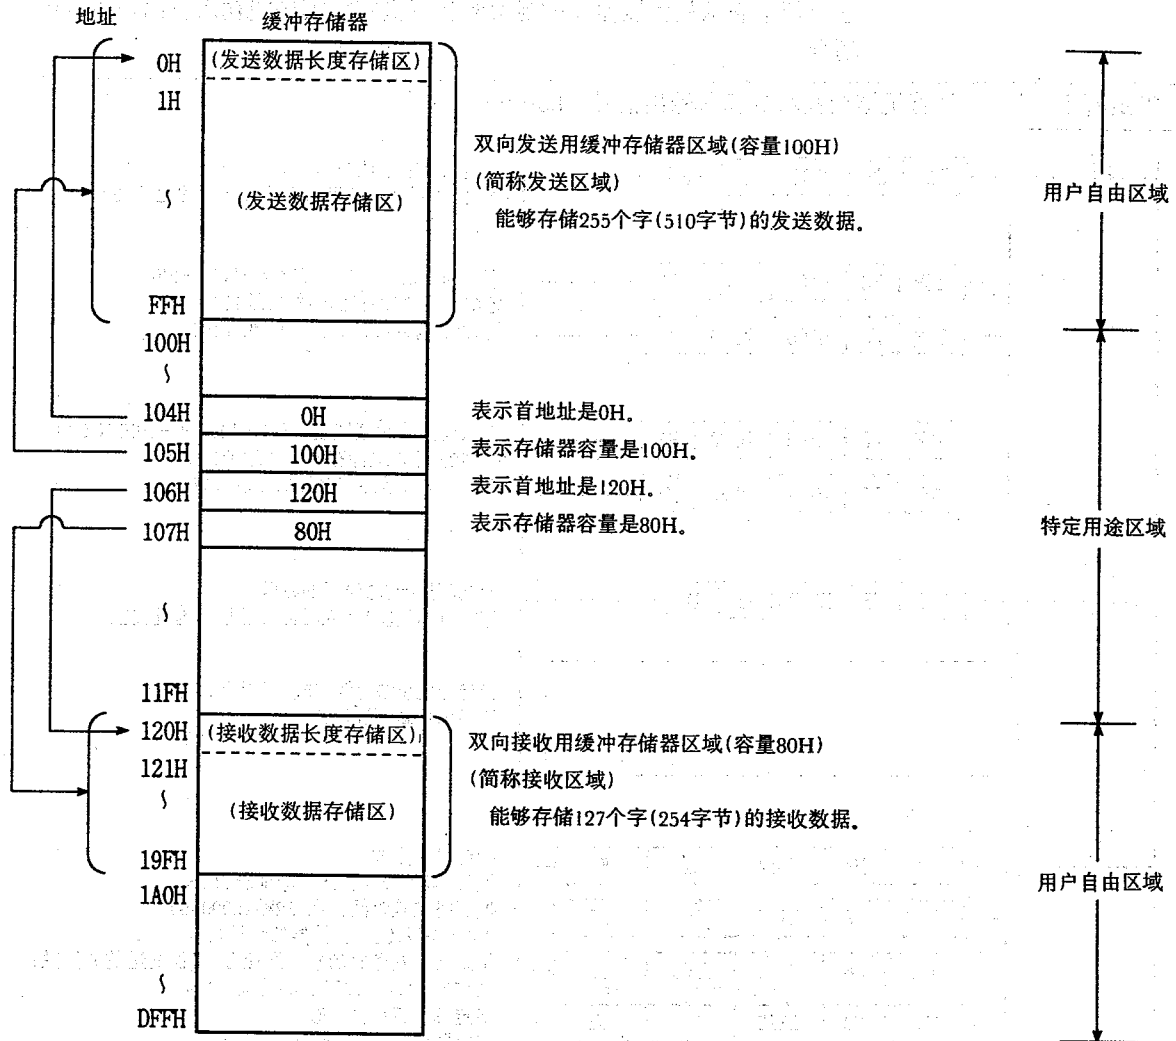 地址
缓冲存储器
0H
(发送数据长度存储区)
1H
双向发送用缓冲存储器区域(容量100H)
(简称发送区域)
用户自由区域
(发送数据存储区)
能够存储255个字(510字节)的发送数据。
FFH
100H
104H
0H
表示首地址是0H。
105H
100H
表示存储器容量是100H。
106H
120H
表示首地址是120H。
107H
80H
表示存储器容量是80H。
特定用途区域
11FH
120H
(接收数据长度存储区)
双向接收用缓冲存储器区域(容量80H)
121H
(简称接收区域)
(接收数据存储区)
能够存储127个字(254字节)的接收数据。
19FH
1A0H
用户自由区域
DFFH